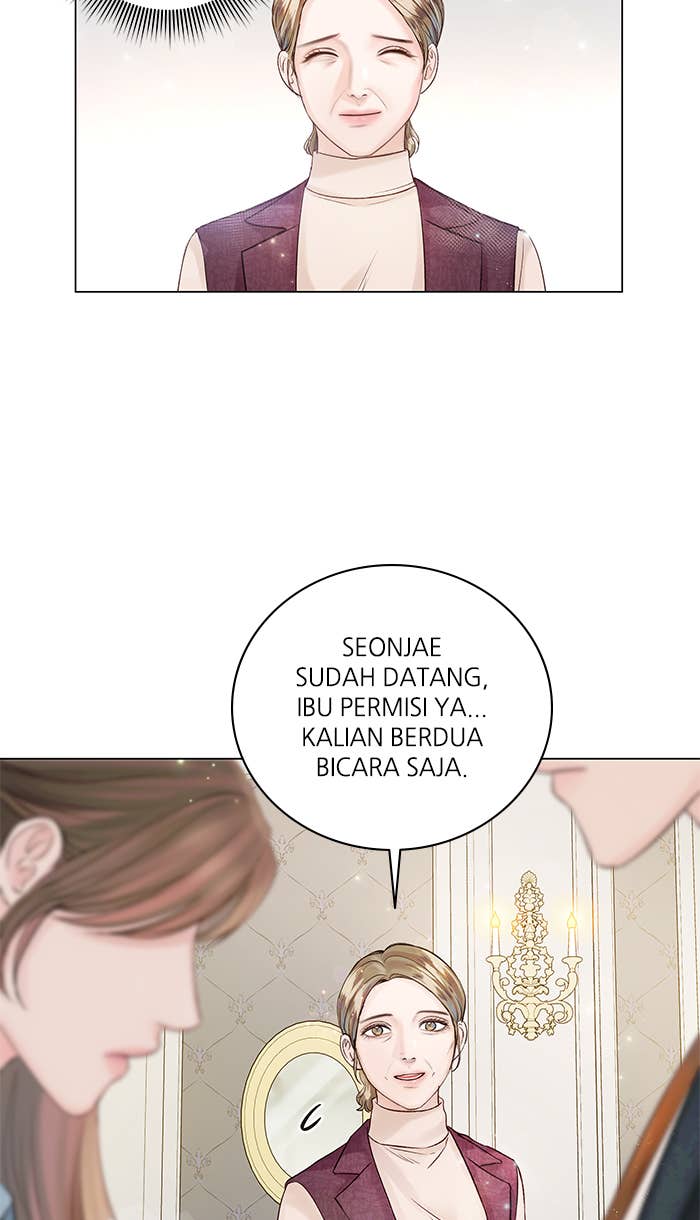 SEONJAE
SUDAH DATANG,
IBU PERMISI YA...
KALIAN BERDUA
BICARA SAJA.